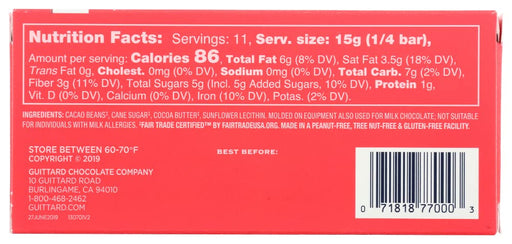 Nutrition Facts: Servings: 11, Serv. size: 15g (1/4 bar),
Amount per serving: Calories 86, Total Fat 6g (8% DV), Sat Fat 3.5g (18% DV),
Trans Fat 0g, Cholest. 0mg (0% DV), Sodium 0mg (0% DV), Total Carb. 7g (2% DV),
Fiber 3g (11% DV), Total Sugars 5g (Incl. 5g Added Sugars, 10% DV), Protein 1g,
Vit. D (0% DV), Calcium (0% DV), Iron (10% DV), Potas. (2% DV).
INGREDIENTS: CACAO BEANS‡, CANE SUGAR‡, COCOA BUTTER‡, SUNFLOWER LECITHIN. MOLDED ON EQUIPMENT ALSO USED FOR MILK CHOCOLATE; NOT SUITABLE
FOR INDIVIDUALS WITH MILK ALLERGIES. ‡FAIR TRADE CERTIFIED™ BY FAIRTRADEUSA.ORG. MADE IN A PEANUT-FREE, TREE NUT-FREE & GLUTEN-FREE FACILITY.
STORE BETWEEN 60-70°F
COPYRIGHT © 2019
BEST BEFORE:
GUITTARD CHOCOLATE COMPANY
10 GUITTARD ROAD
BURLINGAME, CA 94010
1-800-468-2462
GUITTARD.COM
27JUNE2019 13070IV2
0 71818 77000 3